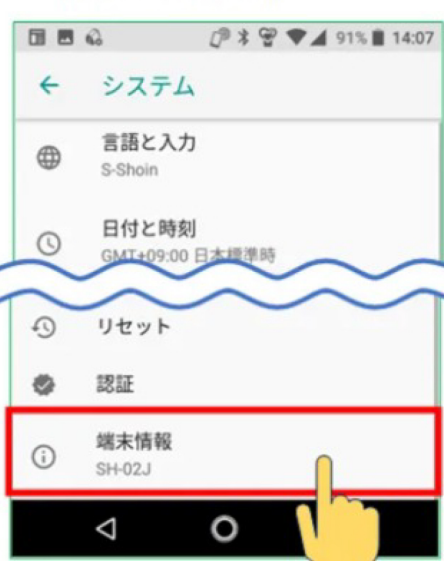 91% 14:07
システム
言語と入力
S-Shoin
日付と時刻
GMT+09:00 日本標準時
リセット
認証
端末情報
SH-02J